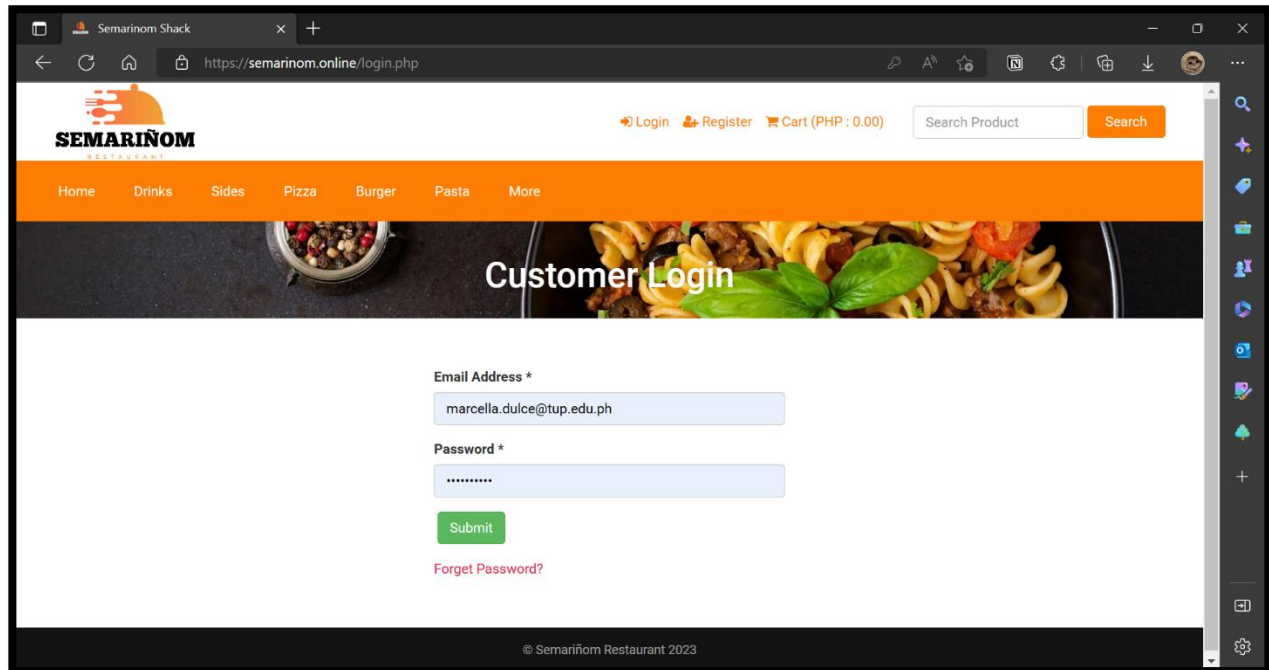 Semarinom Shack
https://semarinom.online/login.php
SEMARIÑOM
RESTAURANT
Login Register Cart (PHP : 0.00) Search Product Search
Home Drinks Sides Pizza Burger Pasta More
Customer Login
Email Address *
marcella.dulce@tup.edu.ph
Password *
••••••••••
Submit
Forget Password?
© Semariñom Restaurant 2023